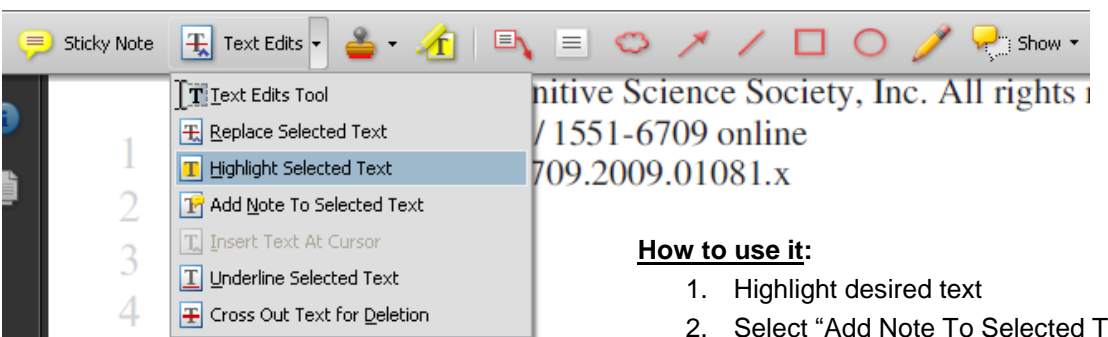 Sticky Note Text Edits Show
Text Edits Tool
Replace Selected Text
Highlight Selected Text
Add Note To Selected Text
Insert Text At Cursor
Underline Selected Text
Cross Out Text for Deletion
1
2
3
4
nitive Science Society, Inc. All rights
/ 1551-6709 online
709.2009.01081.x
How to use it:
1. Highlight desired text
2. Select “Add Note To Selected T